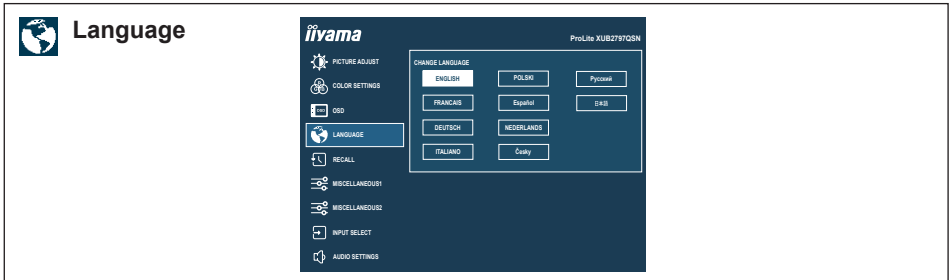 Language
iiyama
ProLite XUB2797QSN
PICTURE ADJUST
COLOR SETTINGS
OSD
OSD
LANGUAGE
RECALL
MISCELLANEOUS1
MISCELLANEOUS2
INPUT SELECT
AUDIO SETTINGS
CHANGE LANGUAGE
ENGLISH POLSKI Русский
FRANCAIS Español 日本語
DEUTSCH NEDERLANDS
ITALIANO Česky